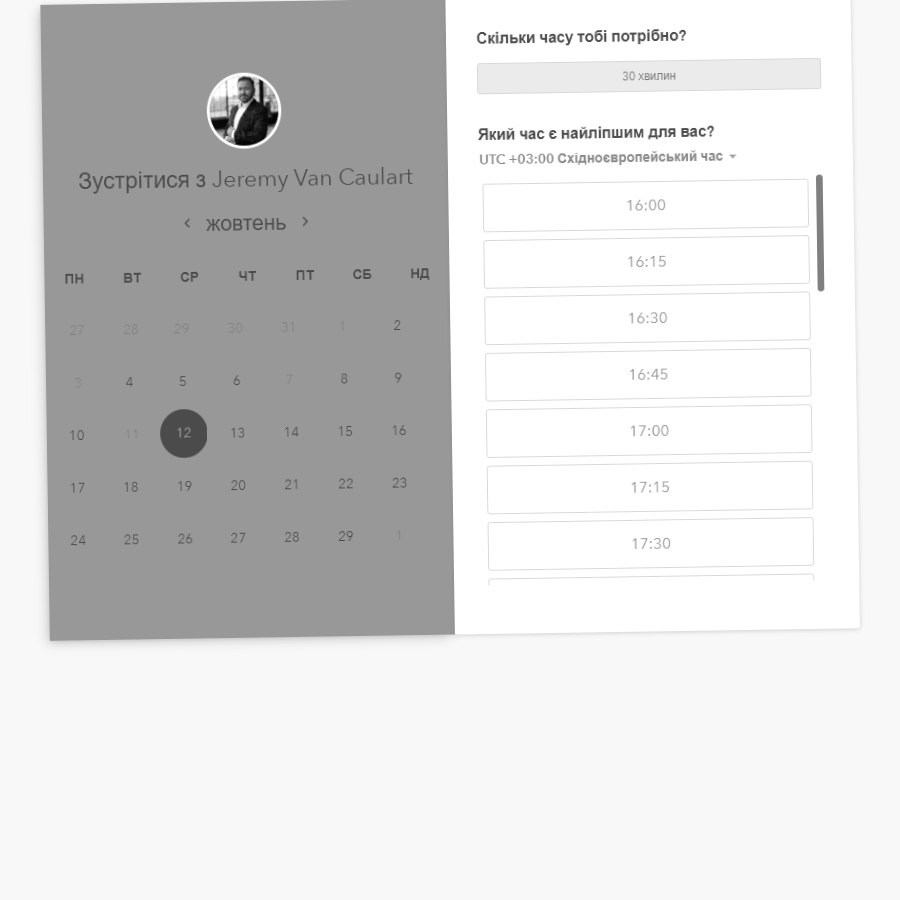 Зустрітися з Jeremy Van Caulart
жовтень
ПН ВТ СР ЧТ ПТ СБ НД
27 28 29 30 31 1 2
3 4 5 6 7 8 9
10 11 12 13 14 15 16
17 18 19 20 21 22 23
24 25 26 27 28 29 1
Скільки часу тобі потрібно?
30 хвилин
Який час є найліпшим для вас?
UTC +03:00 Східноєвропейський час
16:00
16:15
16:30
16:45
17:00
17:15
17:30